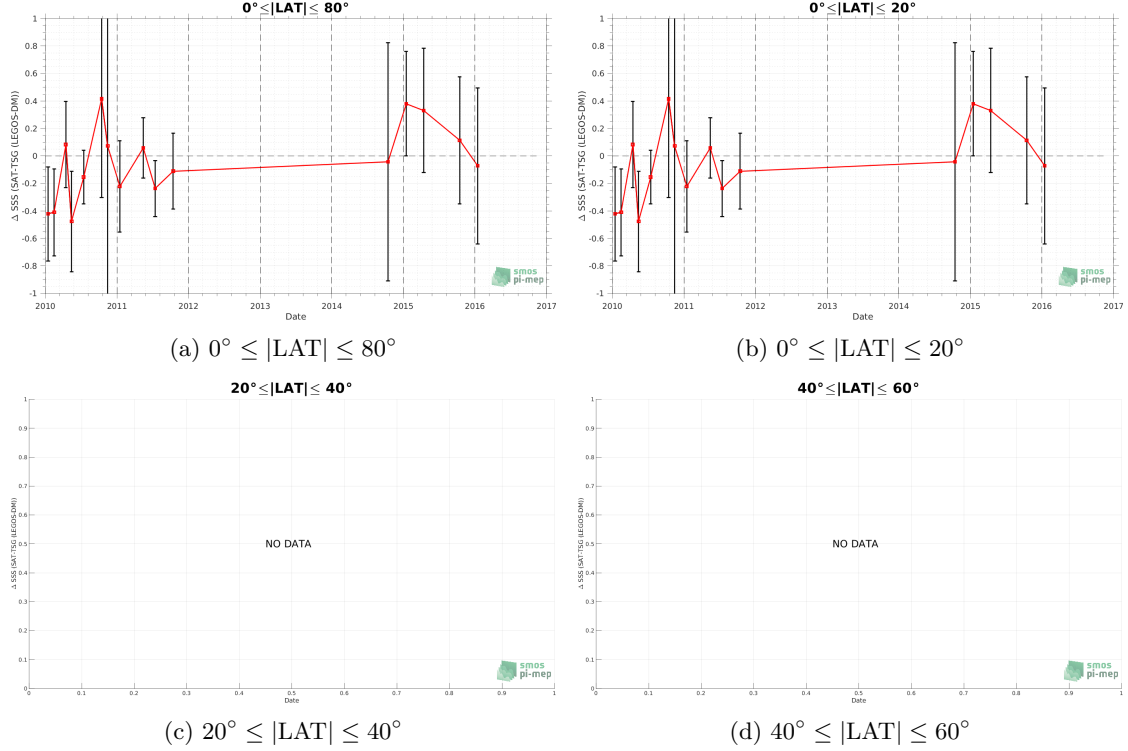 0°≤|LAT|≤ 80°
1
0.8
0.6
0.4
0.2
0
-0.2
-0.4
-0.6
-0.8
-1
Δ SSS (SAT-TSG (LEGOS-DM))
2010 2011 2012 2013 2014 2015 2016 2017
Date
smos
pi-mep
(a) 0° ≤ |LAT| ≤ 80°
0°≤|LAT|≤ 20°
1
0.8
0.6
0.4
0.2
0
-0.2
-0.4
-0.6
-0.8
-1
Δ SSS (SAT-TSG (LEGOS-DM))
2010 2011 2012 2013 2014 2015 2016 2017
Date
smos
pi-mep
(b) 0° ≤ |LAT| ≤ 20°
20°≤|LAT|≤ 40°
1
0.9
0.8
0.7
0.6
0.5
0.4
0.3
0.2
0.1
0
Δ SSS (SAT-TSG (LEGOS-DM))
NO DATA
0 0.1 0.2 0.3 0.4 0.5 0.6 0.7 0.8 0.9 1
Date
smos
pi-mep
(c) 20° ≤ |LAT| ≤ 40°
40°≤|LAT|≤ 60°
1
0.9
0.8
0.7
0.6
0.5
0.4
0.3
0.2
0.1
0
Δ SSS (SAT-TSG (LEGOS-DM))
NO DATA
0 0.1 0.2 0.3 0.4 0.5 0.6 0.7 0.8 0.9 1
Date
smos
pi-mep
(d) 40° ≤ |LAT| ≤ 60°